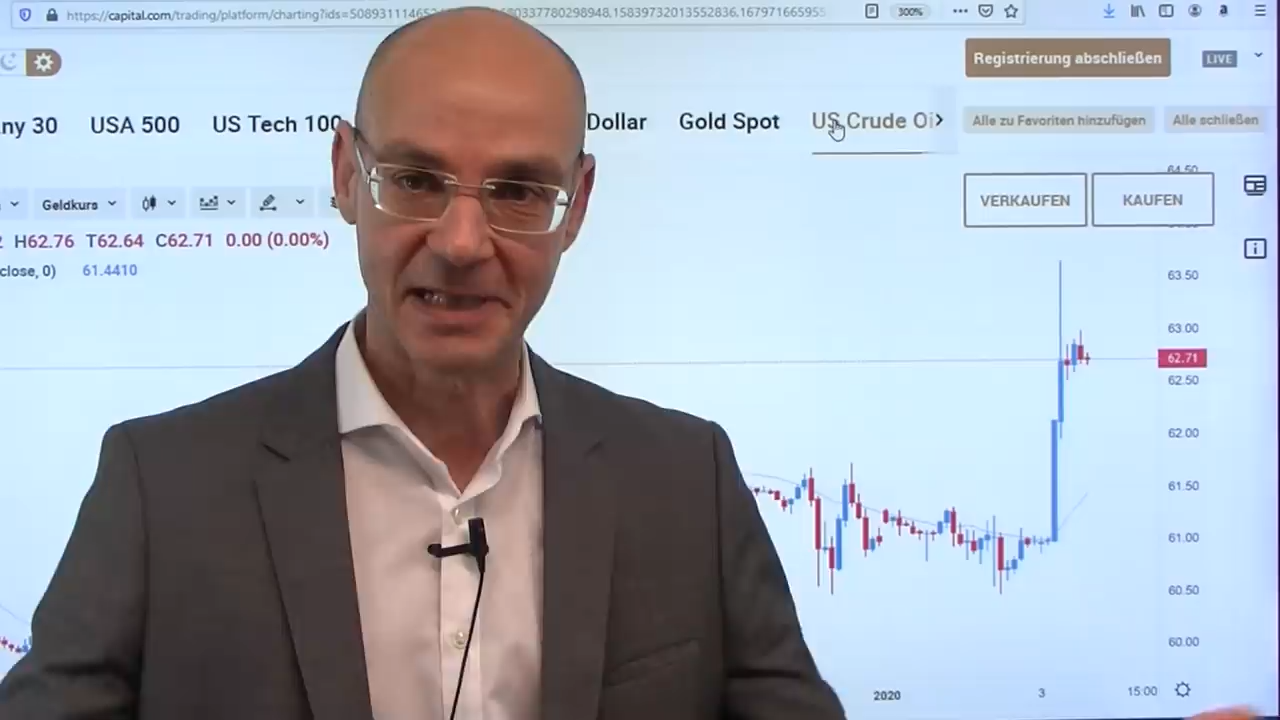 https://capital.com/trading/platform/charting?ids=
300%
Registrierung abschließen
LIVE
ny 30
USA 500
US Tech 100
Dollar
Gold Spot
US Crude Oi
Alle zu Favoriten hinzufügen
Alle schließen
64.50
Geldkurs
VERKAUFEN
KAUFEN
2 H62.76 T62.64 C62.71 0.00 (0.00%)
close, 0) 61.4410
63.50
63.00
62.71
62.50
62.00
61.50
61.00
60.50
60.00
2020
3
15:00